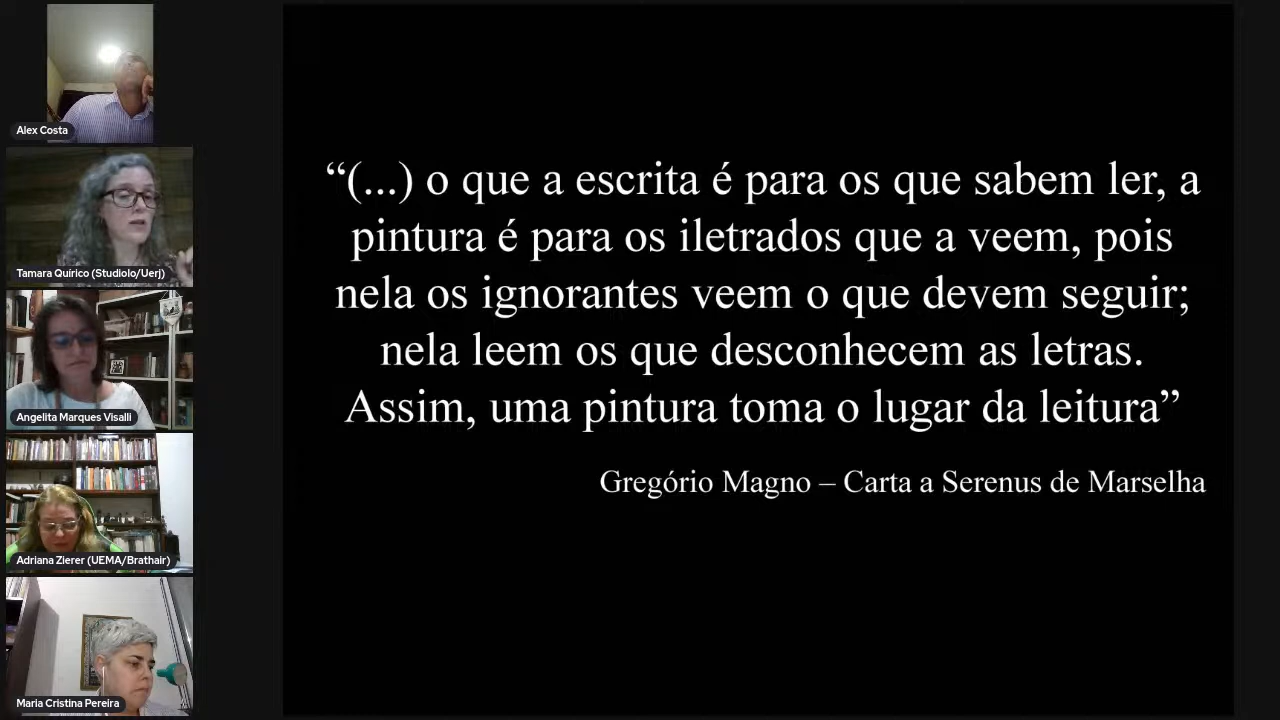 Alex Costa
Tamara Quírico (Studiolo/Uerj)
Angelita Marques Visalli
Adriana Zierer (UEMA/Brathair)
Maria Cristina Pereira
“(...) o que a escrita é para os que sabem ler, a
pintura é para os iletrados que a veem, pois
nela os ignorantes veem o que devem seguir;
nela leem os que desconhecem as letras.
Assim, uma pintura toma o lugar da leitura”
Gregório Magno – Carta a Serenus de Marselha